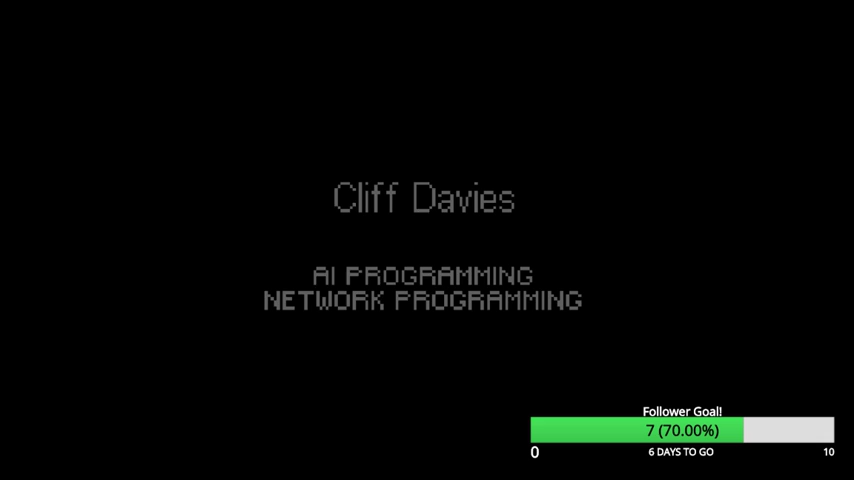 Cliff Davies
AI PROGRAMMING
NETWORK PROGRAMMING
Follower Goal!
7 (70.00%)
0
6 DAYS TO GO
10